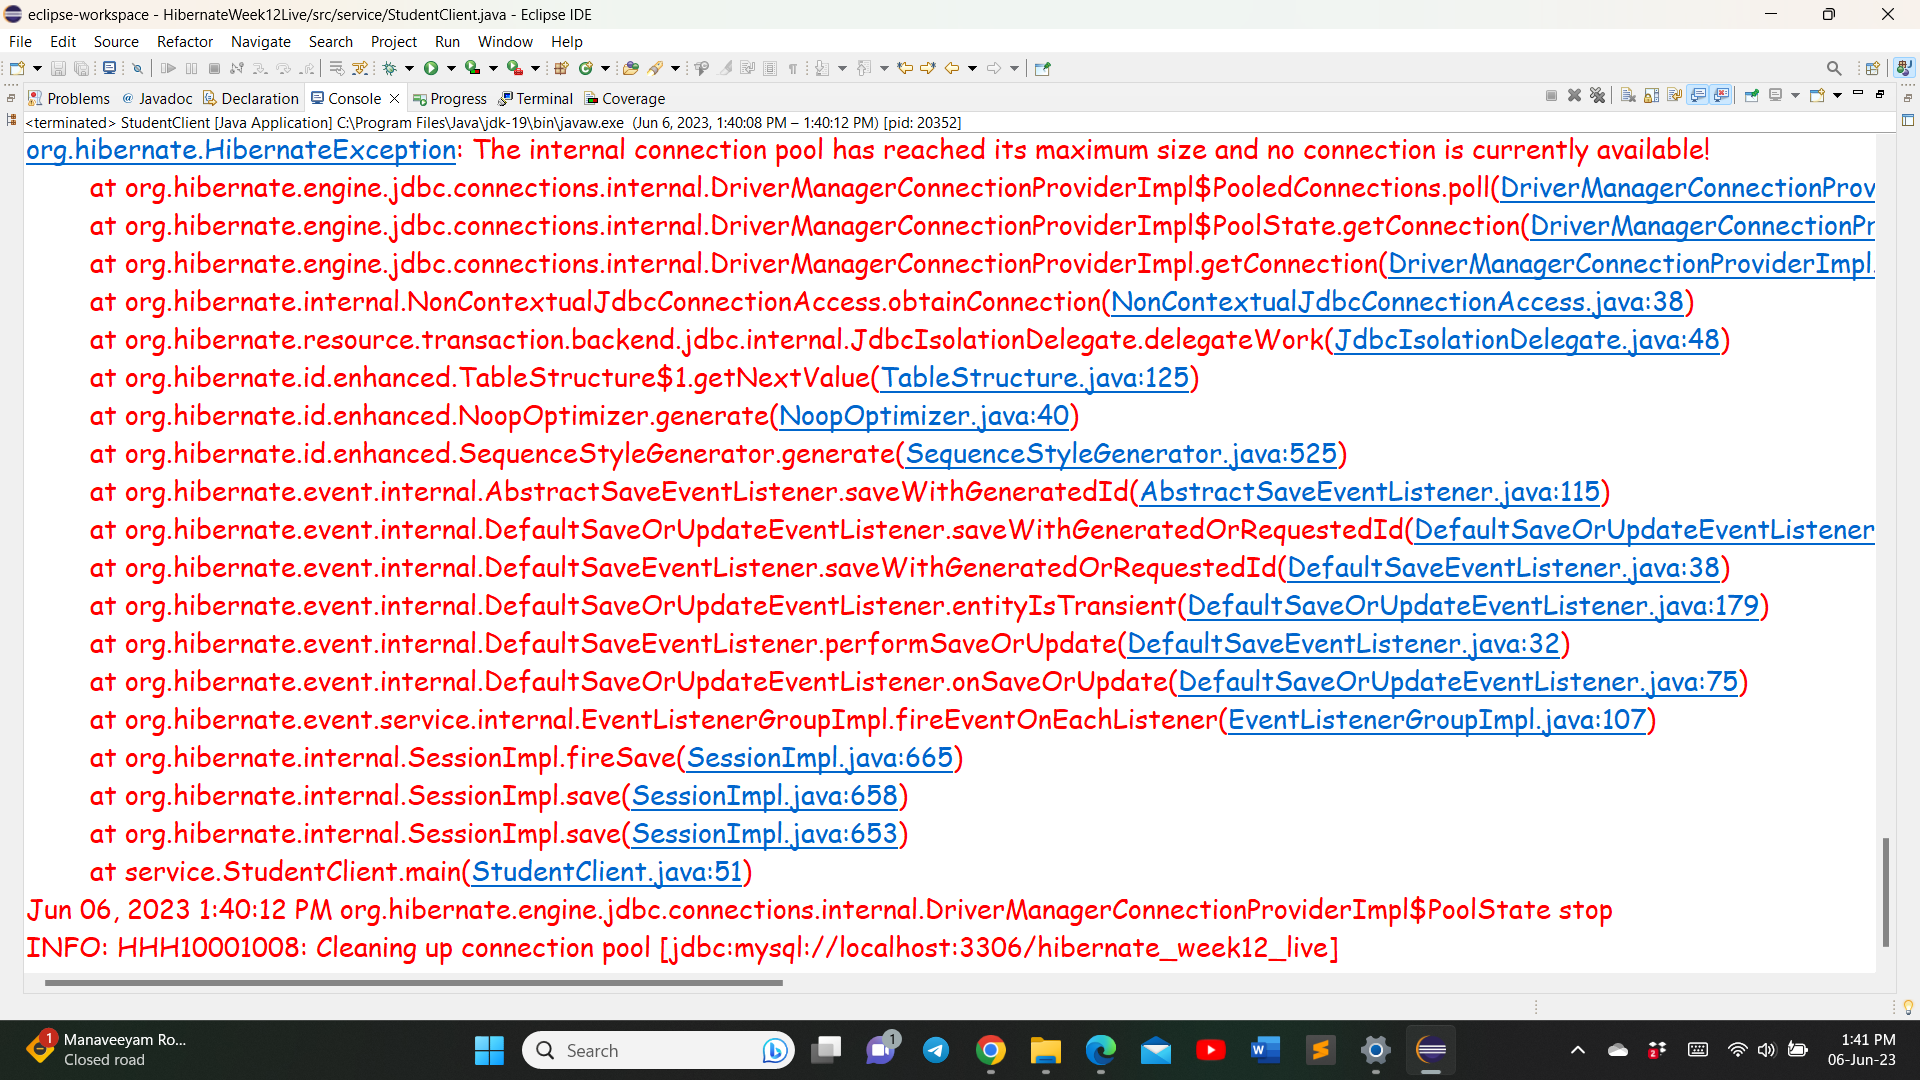 eclipse-workspace - HibernateWeek12Live/src/service/StudentClient.java - Eclipse IDE
File Edit Source Refactor Navigate Search Project Run Window Help
Problems @ Javadoc Declaration Console Progress Terminal Coverage
<terminated> StudentClient [Java Application] C:\Program Files\Java\jdk-19\bin\javaw.exe (Jun 6, 2023, 1:40:08 PM – 1:40:12 PM) [pid: 20352]
org.hibernate.HibernateException: The internal connection pool has reached its maximum size and no connection is currently available!
at org.hibernate.engine.jdbc.connections.internal.DriverManagerConnectionProviderImpl$PooledConnections.poll(DriverManagerConnectionProv
at org.hibernate.engine.jdbc.connections.internal.DriverManagerConnectionProviderImpl$PoolState.getConnection(DriverManagerConnectionPr
at org.hibernate.engine.jdbc.connections.internal.DriverManagerConnectionProviderImpl.getConnection(DriverManagerConnectionProviderImpl.
at org.hibernate.internal.NonContextualJdbcConnectionAccess.obtainConnection(NonContextualJdbcConnectionAccess.java:38)
at org.hibernate.resource.transaction.backend.jdbc.internal.JdbcIsolationDelegate.delegateWork(JdbcIsolationDelegate.java:48)
at org.hibernate.id.enhanced.TableStructure$1.getNextValue(TableStructure.java:125)
at org.hibernate.id.enhanced.NoopOptimizer.generate(NoopOptimizer.java:40)
at org.hibernate.id.enhanced.SequenceStyleGenerator.generate(SequenceStyleGenerator.java:525)
at org.hibernate.event.internal.AbstractSaveEventListener.saveWithGeneratedId(AbstractSaveEventListener.java:115)
at org.hibernate.event.internal.DefaultSaveOrUpdateEventListener.saveWithGeneratedOrRequestedId(DefaultSaveOrUpdateEventListener
at org.hibernate.event.internal.DefaultSaveEventListener.saveWithGeneratedOrRequestedId(DefaultSaveEventListener.java:38)
at org.hibernate.event.internal.DefaultSaveOrUpdateEventListener.entityIsTransient(DefaultSaveOrUpdateEventListener.java:179)
at org.hibernate.event.internal.DefaultSaveEventListener.performSaveOrUpdate(DefaultSaveEventListener.java:32)
at org.hibernate.event.internal.DefaultSaveOrUpdateEventListener.onSaveOrUpdate(DefaultSaveOrUpdateEventListener.java:75)
at org.hibernate.event.service.internal.EventListenerGroupImpl.fireEventOnEachListener(EventListenerGroupImpl.java:107)
at org.hibernate.internal.SessionImpl.fireSave(SessionImpl.java:665)
at org.hibernate.internal.SessionImpl.save(SessionImpl.java:658)
at org.hibernate.internal.SessionImpl.save(SessionImpl.java:653)
at service.StudentClient.main(StudentClient.java:51)
Jun 06, 2023 1:40:12 PM org.hibernate.engine.jdbc.connections.internal.DriverManagerConnectionProviderImpl$PoolState stop
INFO: HHH10001008: Cleaning up connection pool [jdbc:mysql://localhost:3306/hibernate_week12_live]
1 Manaveeyam Ro... Search 1 2 1:41 PM
Closed road 06-Jun-23